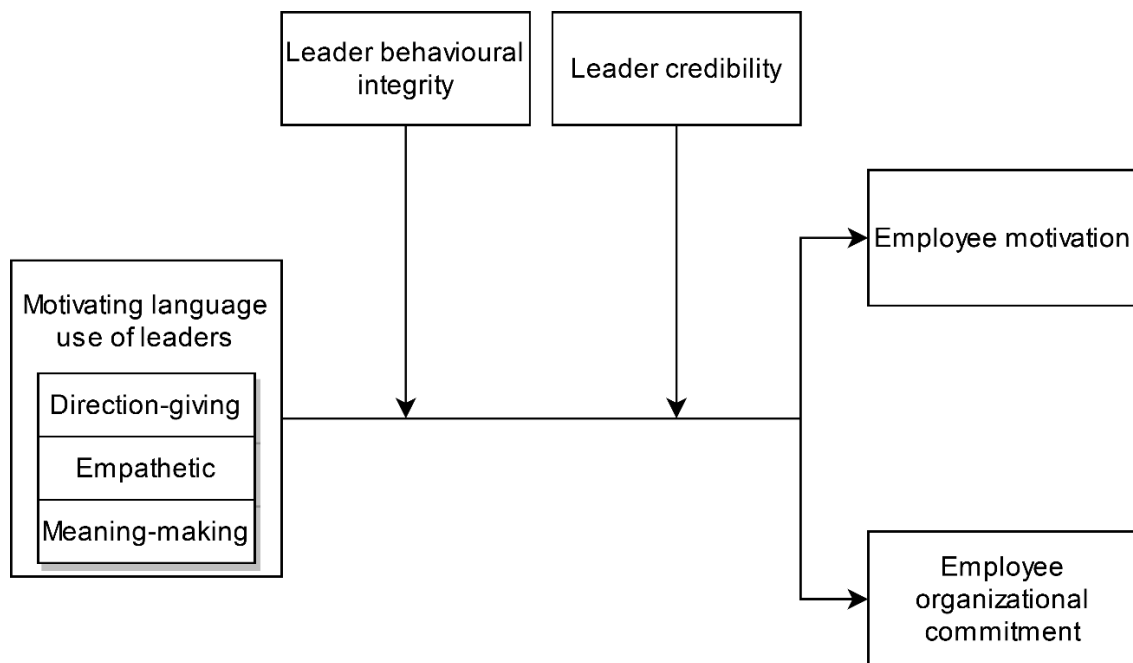 Leader behavioural
integrity
Leader credibility
Employee motivation
Motivating language
use of leaders
Direction-giving
Empathetic
Meaning-making
Employee
organizational
commitment